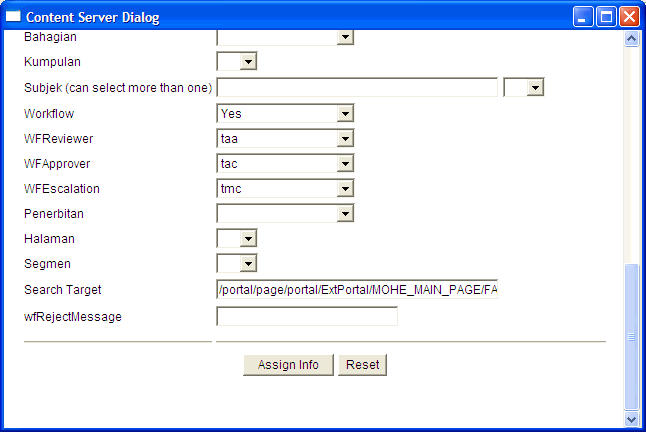 Content Server Dialog
Bahagian
Kumpulan
Subjek (can select more than one)
Workflow Yes
WFReviewer taa
WFApprover tac
WFEscalation tmc
Penerbitan
Halaman
Segmen
Search Target /portal/page/portal/ExtPortal/MOHE_MAIN_PAGE/FA
wfRejectMessage
Assign Info Reset